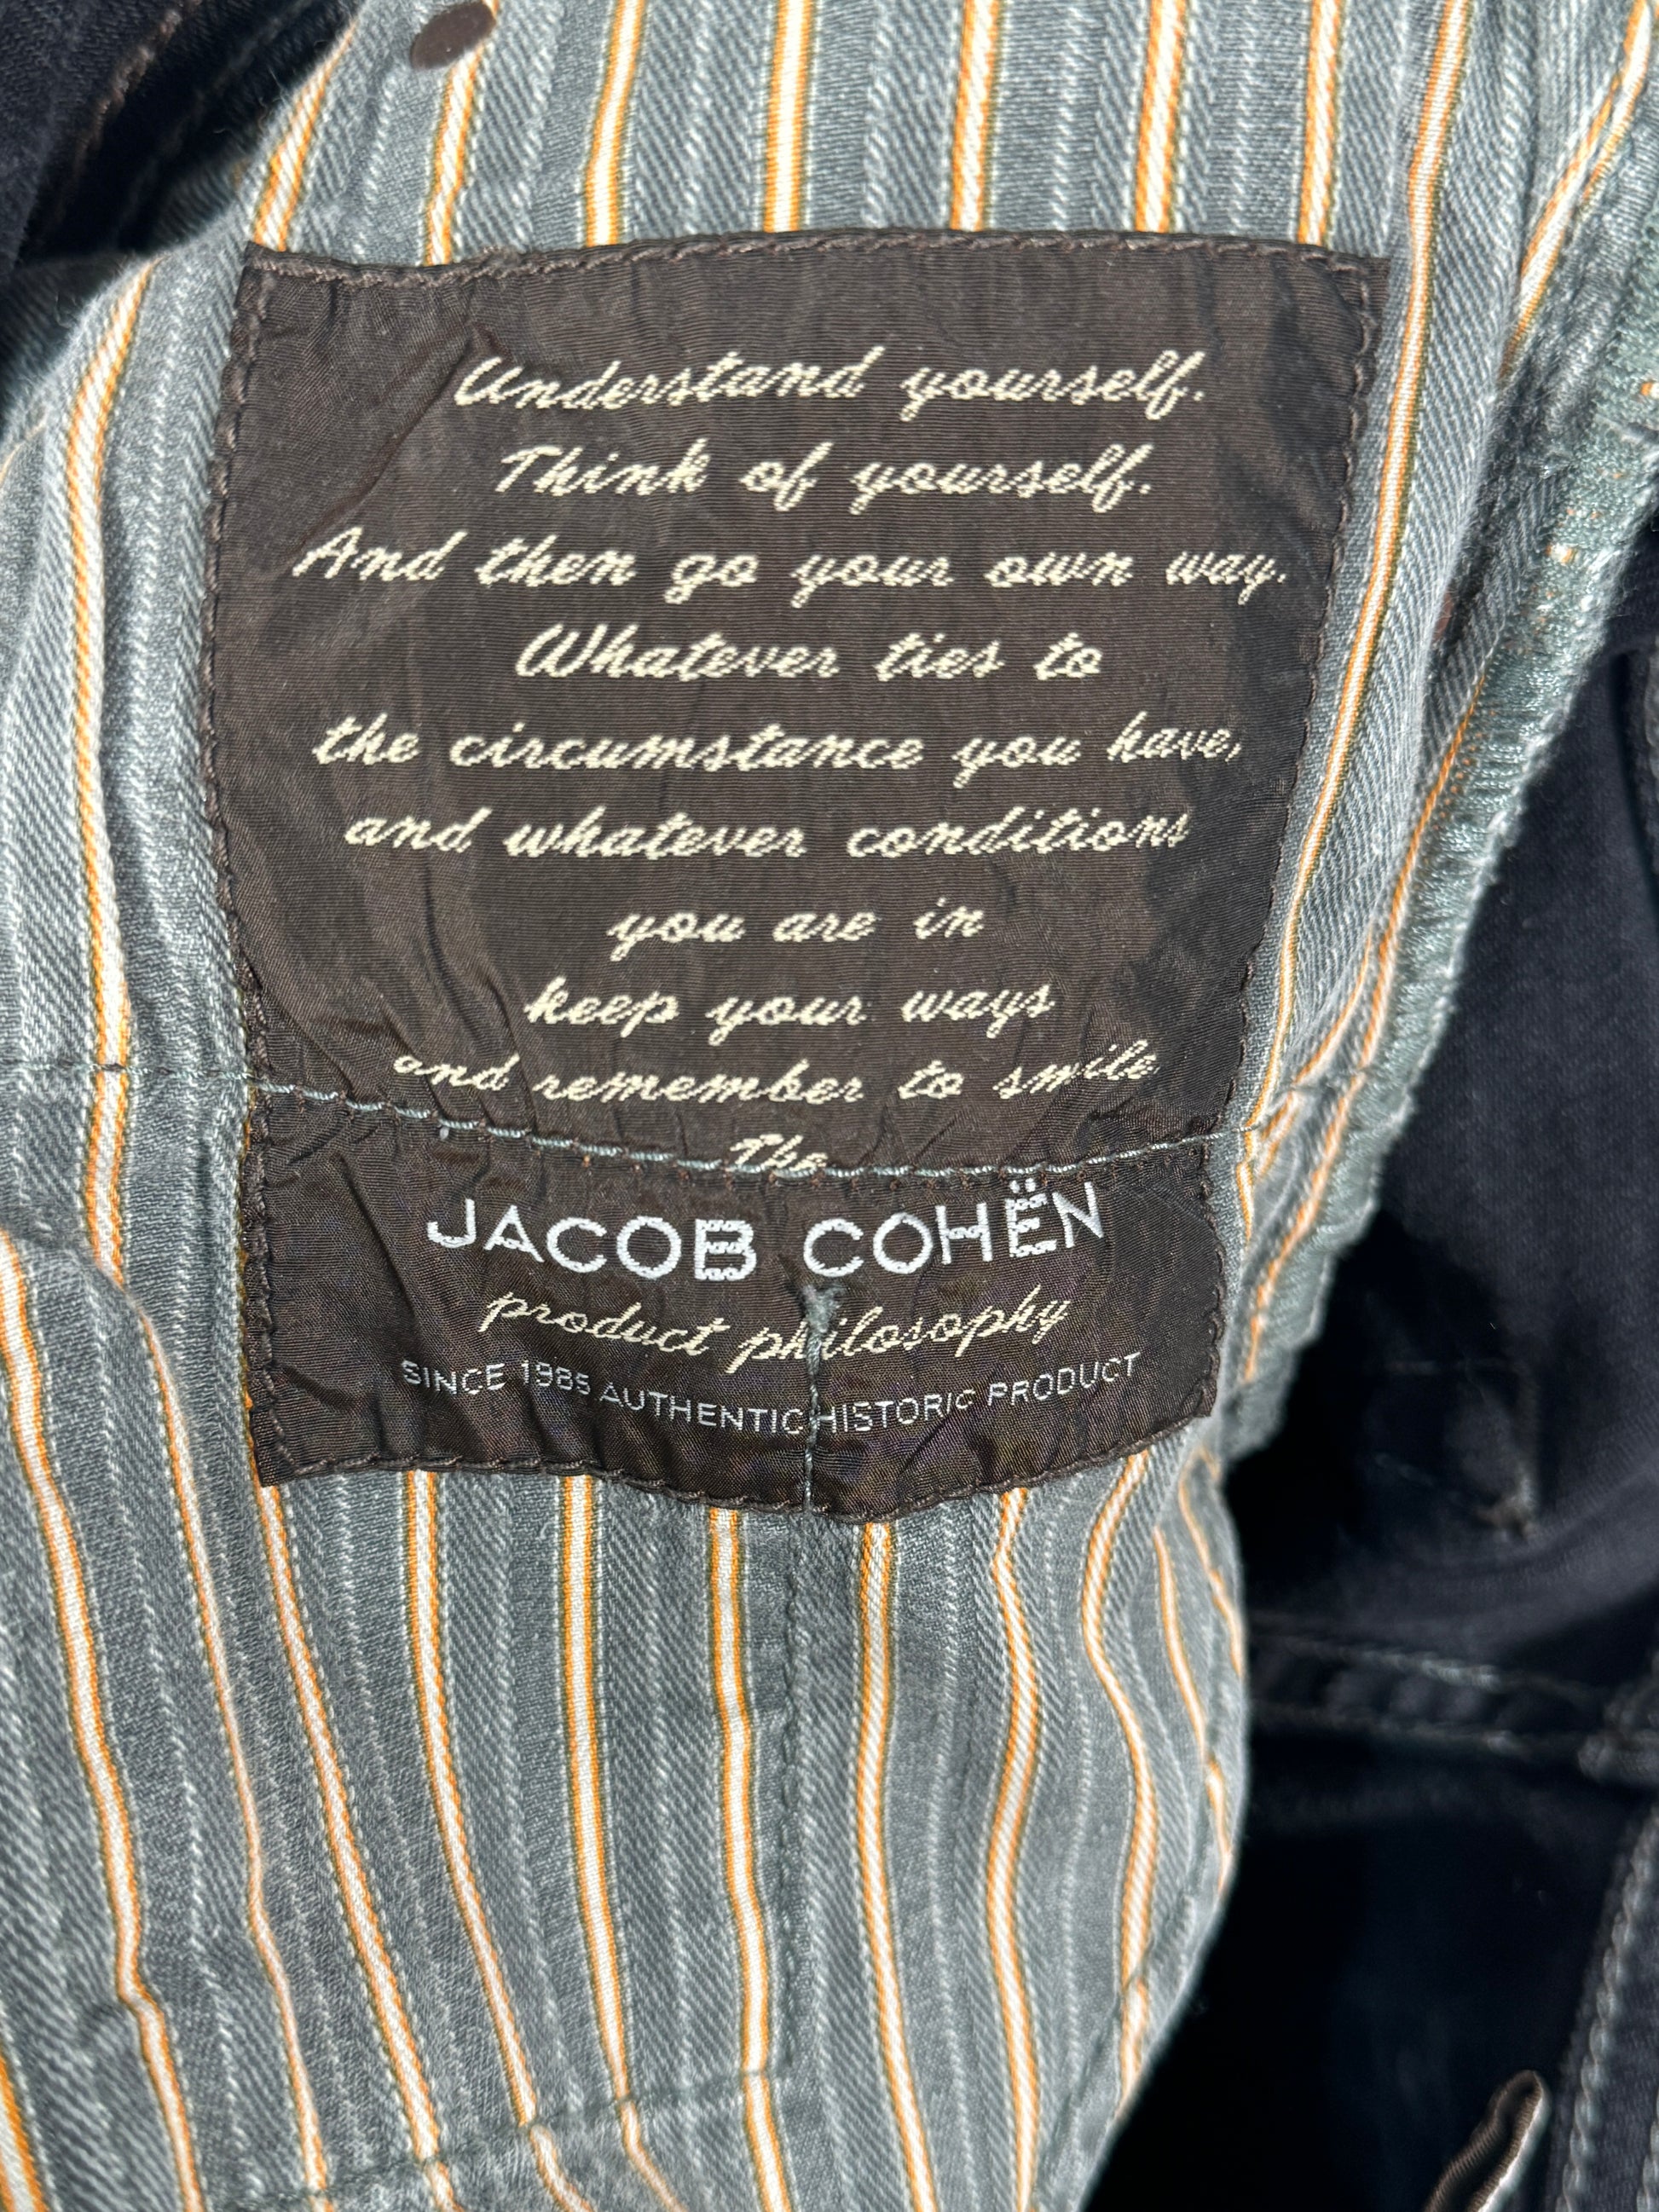 Understand yourself.
Think of yourself.
And then go your own way.
Whatever ties to
the circumstance you have,
and whatever conditions
you are in
keep your ways
and remember to smile
The
JACOB COHËN
product philosophy
SINCE 1985 AUTHENTIC HISTORIC PRODUCT